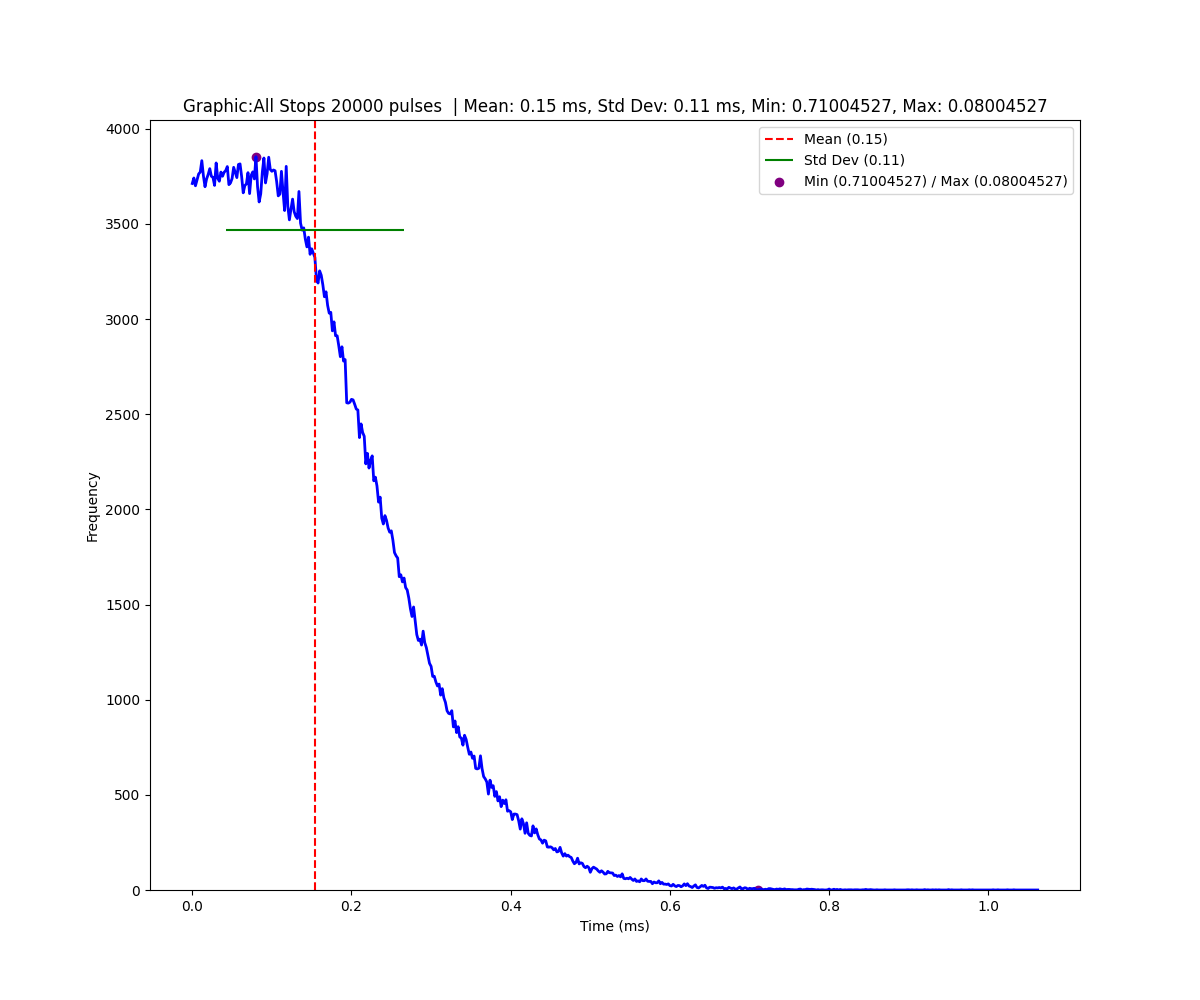 Graphic:All Stops 20000 pulses  | Mean: 0.15 ms, Std Dev: 0.11 ms, Min: 0.71004527, Max: 0.08004527
Mean (0.15)
Std Dev (0.11)
Min (0.71004527) / Max (0.08004527)
Frequency
4000
3500
3000
2500
2000
1500
1000
500
0
0.0 0.2 0.4 0.6 0.8 1.0
Time (ms)